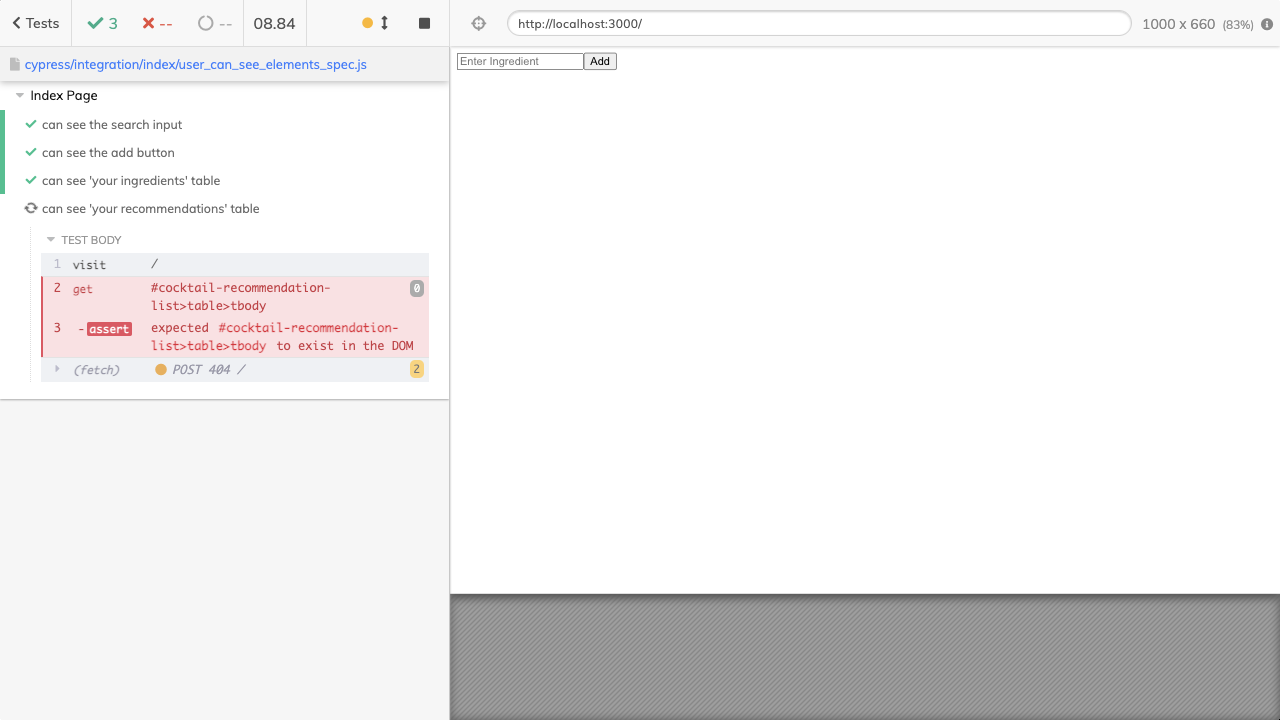 Tests 3 -- -- 08.84
http://localhost:3000/ 1000 x 660 (83%)
cypress/integration/index/user_can_see_elements_spec.js
Index Page
can see the search input
can see the add button
can see 'your ingredients' table
can see 'your recommendations' table
TEST BODY
1 visit /
2 get #cocktail-recommendation- 0
list>table>tbody
3 -assert expected #cocktail-recommendation-
list>table>tbody to exist in the DOM
(fetch) POST 404 / 2
Enter Ingredient Add